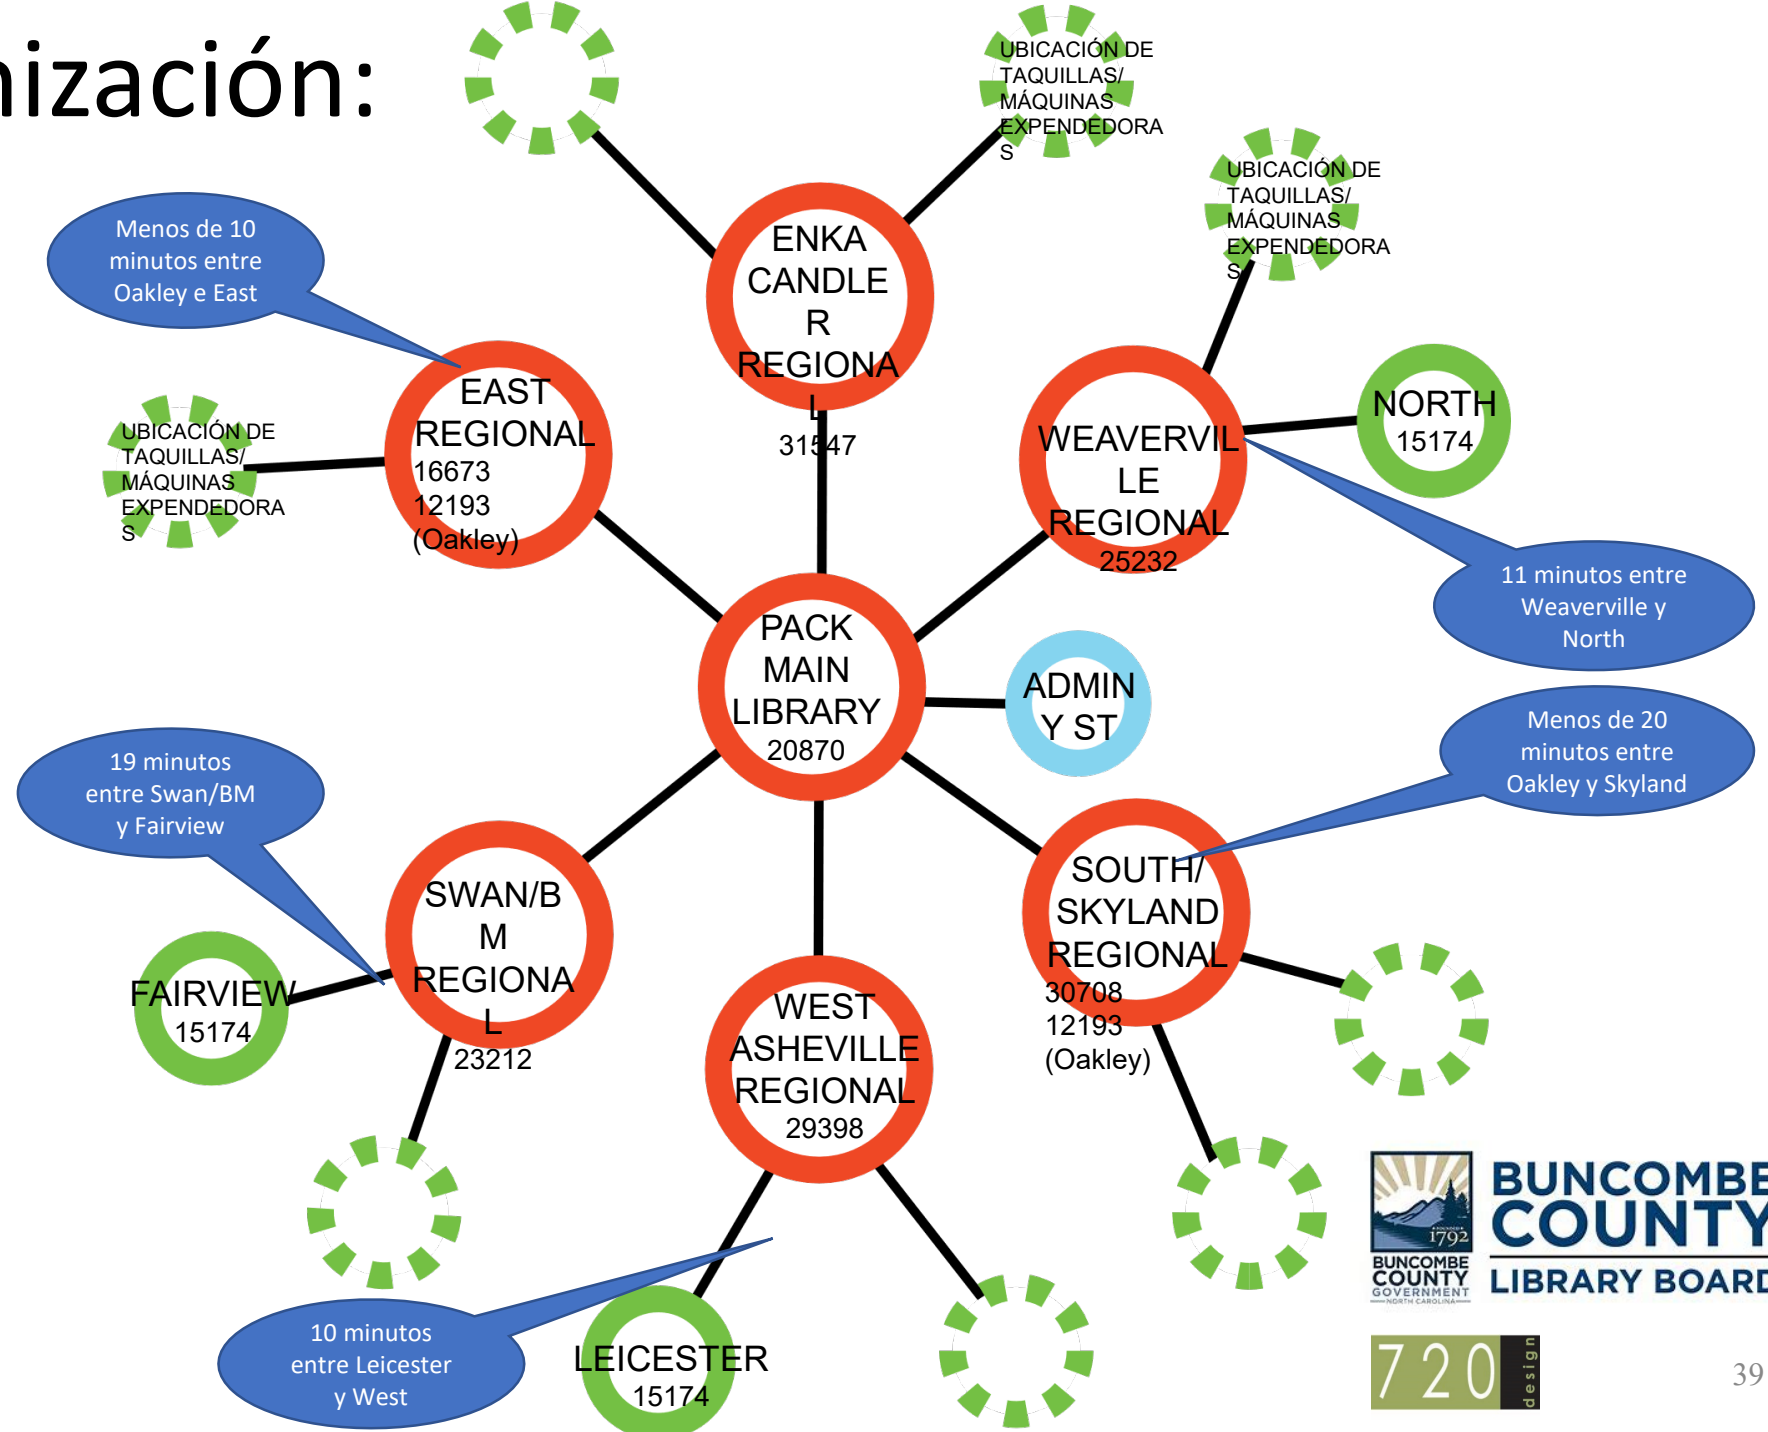 nización:
UBICACIÓN DE
TAQUILLAS/
MÁQUINAS
EXPENDEDORA
S
UBICACIÓN DE
TAQUILLAS/
MÁQUINAS
EXPENDEDORA
S
Menos de 10
minutos entre
Oakley e East
ENKA
CANDLE
R
REGIONA
L
31547
EAST
REGIONAL
16673
12193
(Oakley)
UBICACIÓN DE
TAQUILLAS/
MÁQUINAS
EXPENDEDORA
S
WEAVERVIL
LE
REGIONAL
25232
NORTH
15174
11 minutos entre
Weaverville y
North
PACK
MAIN
LIBRARY
20870
ADMIN
Y ST
Menos de 20
minutos entre
Oakley y Skyland
19 minutos
entre Swan/BM
y Fairview
SWAN/B
M
REGIONA
L
23212
FAIRVIEW
15174
SOUTH/
SKYLAND
REGIONAL
30708
12193
(Oakley)
WEST
ASHEVILLE
REGIONAL
29398
10 minutos
entre Leicester
y West
LEICESTER
15174
FOUNDED
1792
BUNCOMBE
COUNTY
GOVERNMENT
NORTH CAROLINA
BUNCOMBE
COUNTY
LIBRARY BOARD
720
design
39